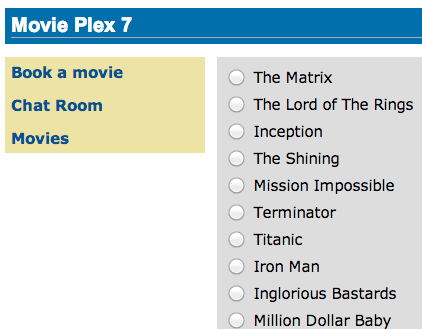 Movie Plex 7
Book a movie
Chat Room
Movies
The Matrix
The Lord of The Rings
Inception
The Shining
Mission Impossible
Terminator
Titanic
Iron Man
Inglorious Bastards
Million Dollar Baby